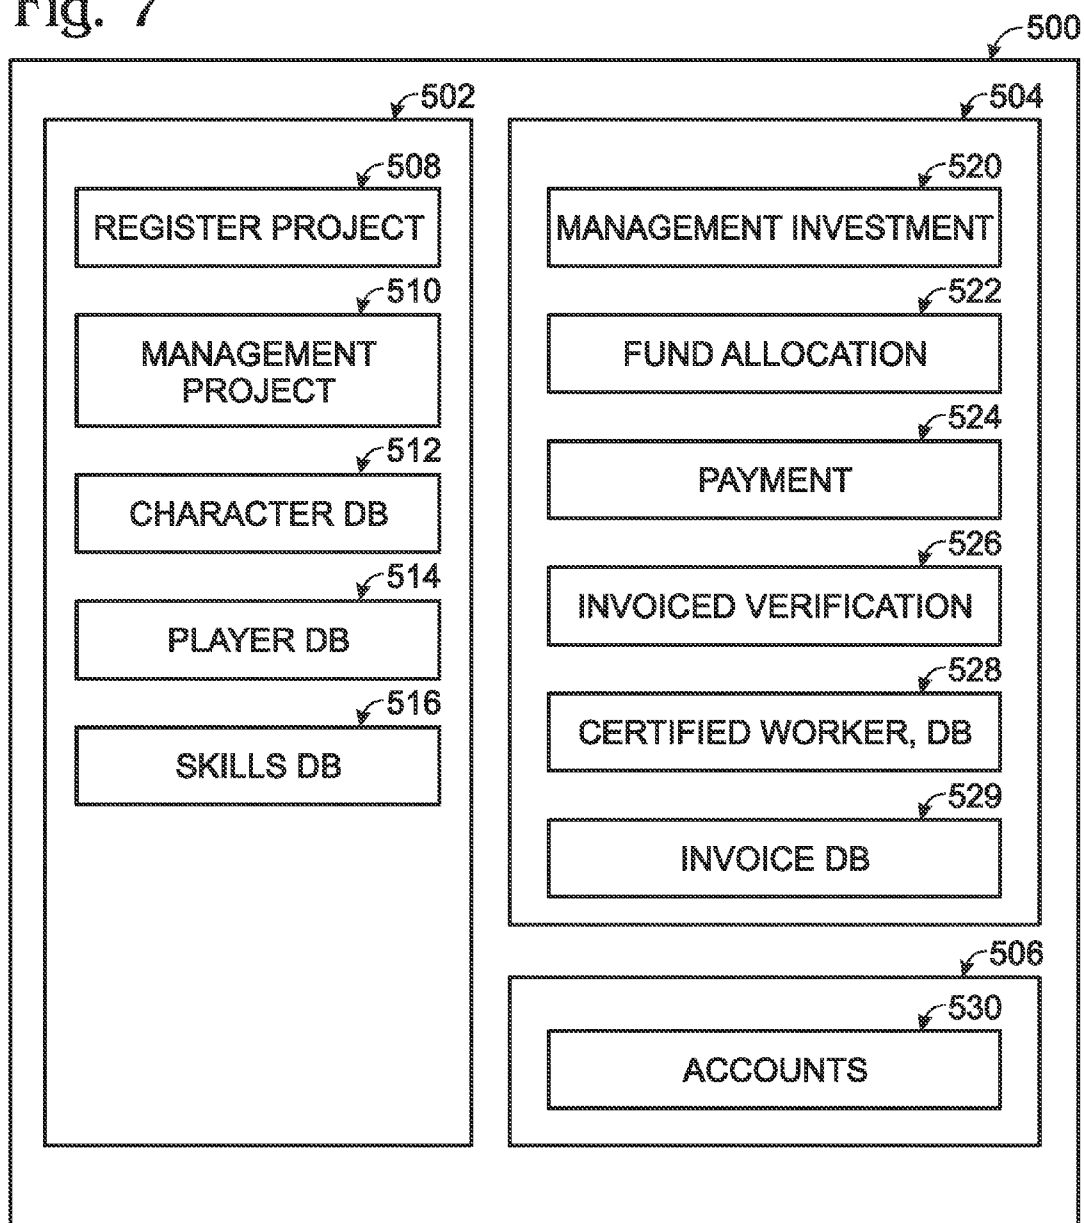 Fig. 7
500
502
508
REGISTER PROJECT
510
MANAGEMENT
PROJECT
512
CHARACTER DB
514
PLAYER DB
516
SKILLS DB
504
520
MANAGEMENT INVESTMENT
522
FUND ALLOCATION
524
PAYMENT
526
INVOICED VERIFICATION
528
CERTIFIED WORKER, DB
529
INVOICE DB
506
530
ACCOUNTS